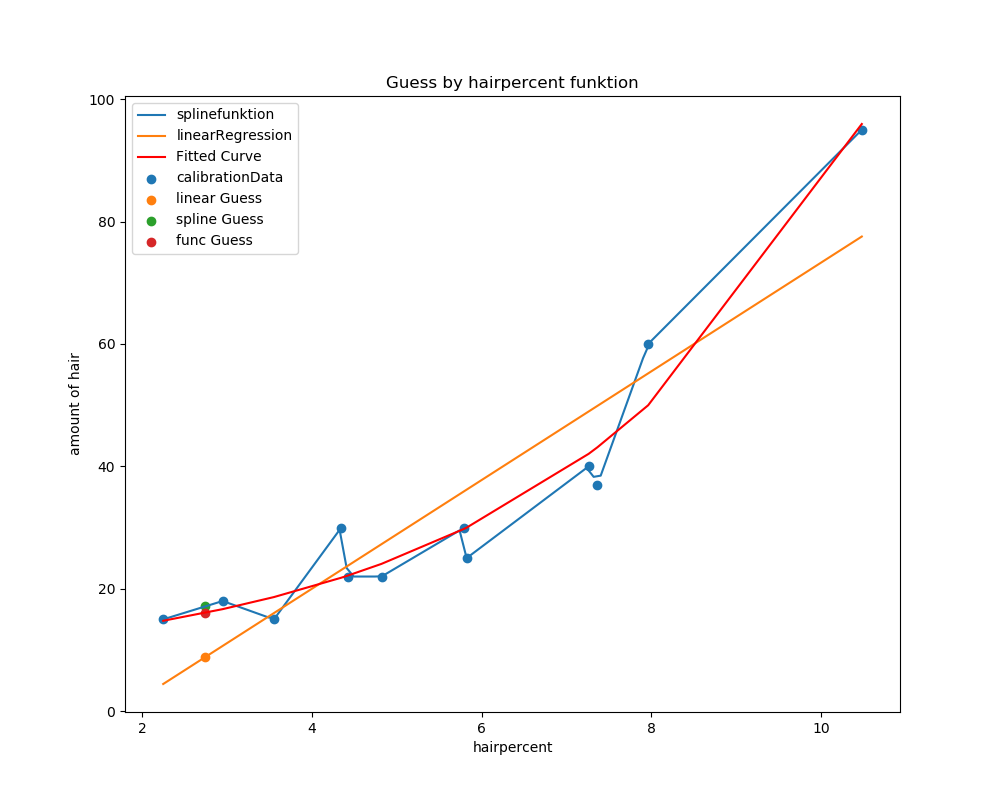 Guess by hairpercent funktion
splinefunktion
linearRegression
Fitted Curve
calibrationData
linear Guess
spline Guess
func Guess
100
80
60
40
20
0
amount of hair
2 4 6 8 10
hairpercent